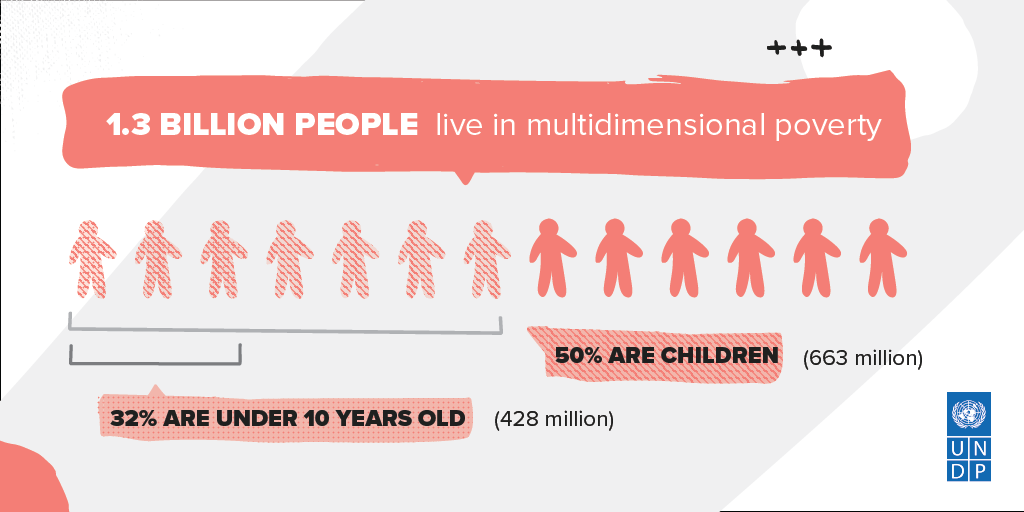 +++
1.3 BILLION PEOPLE live in multidimensional poverty
50% ARE CHILDREN (663 million)
32% ARE UNDER 10 YEARS OLD (428 million)
U N
D P